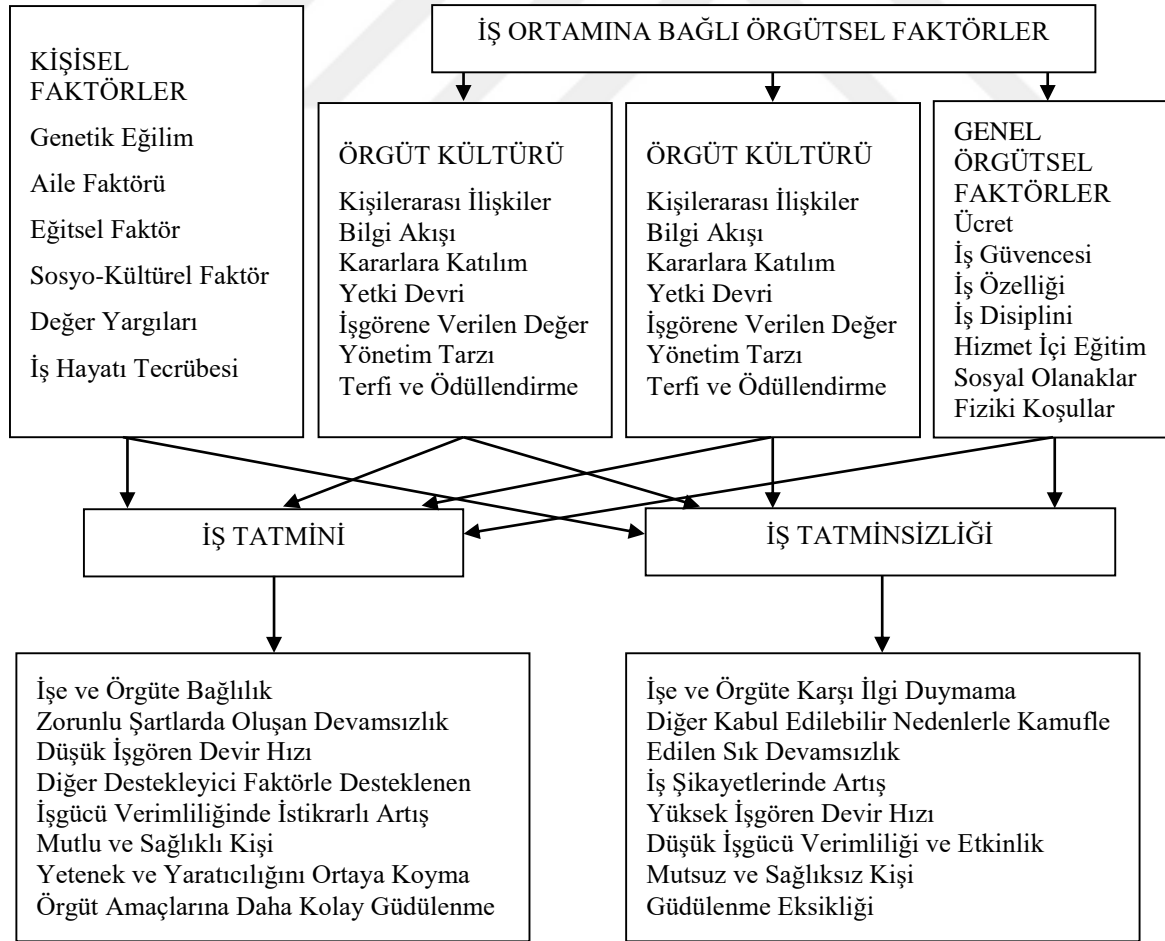 KİŞİSEL
FAKTÖRLER
Genetik Eğilim
Aile Faktörü
Eğitsel Faktör
Sosyo-Kültürel Faktör
Değer Yargıları
İş Hayatı Tecrübesi
İŞ ORTAMINA BAĞLI ÖRGÜTSEL FAKTÖRLER
ÖRGÜT KÜLTÜRÜ
Kişilerarası İlişkiler
Bilgi Akışı
Kararlara Katılım
Yetki Devri
İşgörene Verilen Değer
Yönetim Tarzı
Terfi ve Ödüllendirme
ÖRGÜT KÜLTÜRÜ
Kişilerarası İlişkiler
Bilgi Akışı
Kararlara Katılım
Yetki Devri
İşgörene Verilen Değer
Yönetim Tarzı
Terfi ve Ödüllendirme
GENEL
ÖRGÜTSEL
FAKTÖRLER
Ücret
İş Güvencesi
İş Özelliği
İş Disiplini
Hizmet İçi Eğitim
Sosyal Olanaklar
Fiziki Koşullar
İŞ TATMİNİ
İŞ TATMINSİZLİĞİ
İşe ve Örgüte Bağlılık
Zorunlu Şartlarda Oluşan Devamsızlık
Düşük İşgören Devir Hızı
Diğer Destekleyici Faktörle Desteklenen
İşgücü Verimliliğinde İstikrarlı Artış
Mutlu ve Sağlıklı Kişi
Yetenek ve Yaratıcılığını Ortaya Koyma
Örgüt Amaçlarına Daha Kolay Güdülenme
İşe ve Örgüte Karşı İlgi Duymama
Diğer Kabul Edilebilir Nedenlerle Kamufle
Edilen Sık Devamsızlık
İş Şikayetlerinde Artış
Yüksek İşgören Devir Hızı
Düşük İşgücü Verimliliği ve Etkinlik
Mutsuz ve Sağlıksız Kişi
Güdülenme Eksikliği